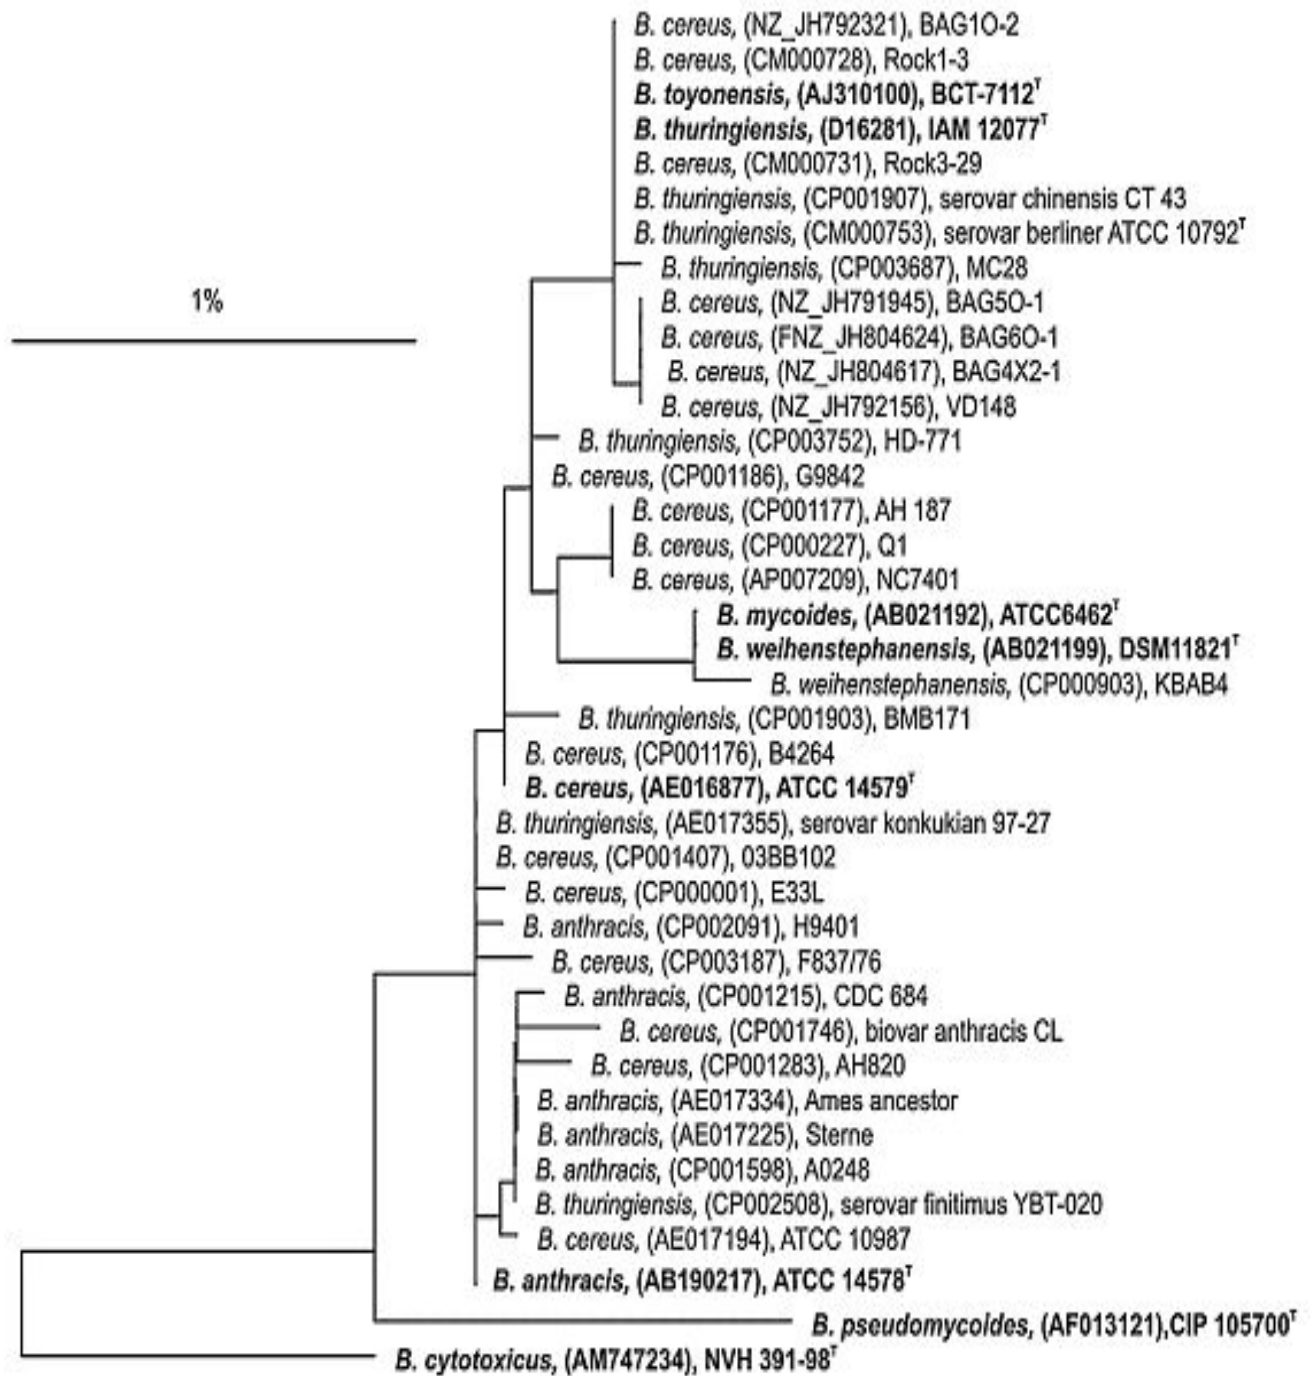 B. cereus, (NZ_JH792321), BAG1O-2
B. cereus, (CM000728), Rock1-3
B. toyonensis, (AJ310100), BCT-7112T
B. thuringiensis, (D16281), IAM 12077T
B. cereus, (CM000731), Rock3-29
B. thuringiensis, (CP001907), serovar chinensis CT 43
B. thuringiensis, (CM000753), serovar berliner ATCC 10792T
B. thuringiensis, (CP003687), MC28
1%
B. cereus, (NZ_JH791945), BAG5O-1
B. cereus, (FNZ_JH804624), BAG6O-1
B. cereus, (NZ_JH804617), BAG4X2-1
B. cereus, (NZ_JH792156), VD148
B. thuringiensis, (CP003752), HD-771
B. cereus, (CP001186), G9842
B. cereus, (CP001177), AH 187
B. cereus, (CP000227), Q1
B. cereus, (AP007209), NC7401
B. mycoides, (AB021192), ATCC6462T
B. weihenstephanensis, (AB021199), DSM11821T
B. weihenstephanensis, (CP000903), KBAB4
B. thuringiensis, (CP001903), BMB171
B. cereus, (CP001176), B4264
B. cereus, (AE016877), ATCC 14579T
B. thuringiensis, (AE017355), serovar konkukian 97-27
B. cereus, (CP001407), 03BB102
B. cereus, (CP000001), E33L
B. anthracis, (CP002091), H9401
B. cereus, (CP003187), F837/76
B. anthracis, (CP001215), CDC 684
B. cereus, (CP001746), biovar anthracis CL
B. cereus, (CP001283), AH820
B. anthracis, (AE017334), Ames ancestor
B. anthracis, (AE017225), Sterne
B. anthracis, (CP001598), A0248
B. thuringiensis, (CP002508), serovar finitimus YBT-020
B. cereus, (AE017194), ATCC 10987
B. anthracis, (AB190217), ATCC 14578T
B. pseudomycoides, (AF013121),CIP 105700T
B. cytotoxicus, (AM747234), NVH 391-98T